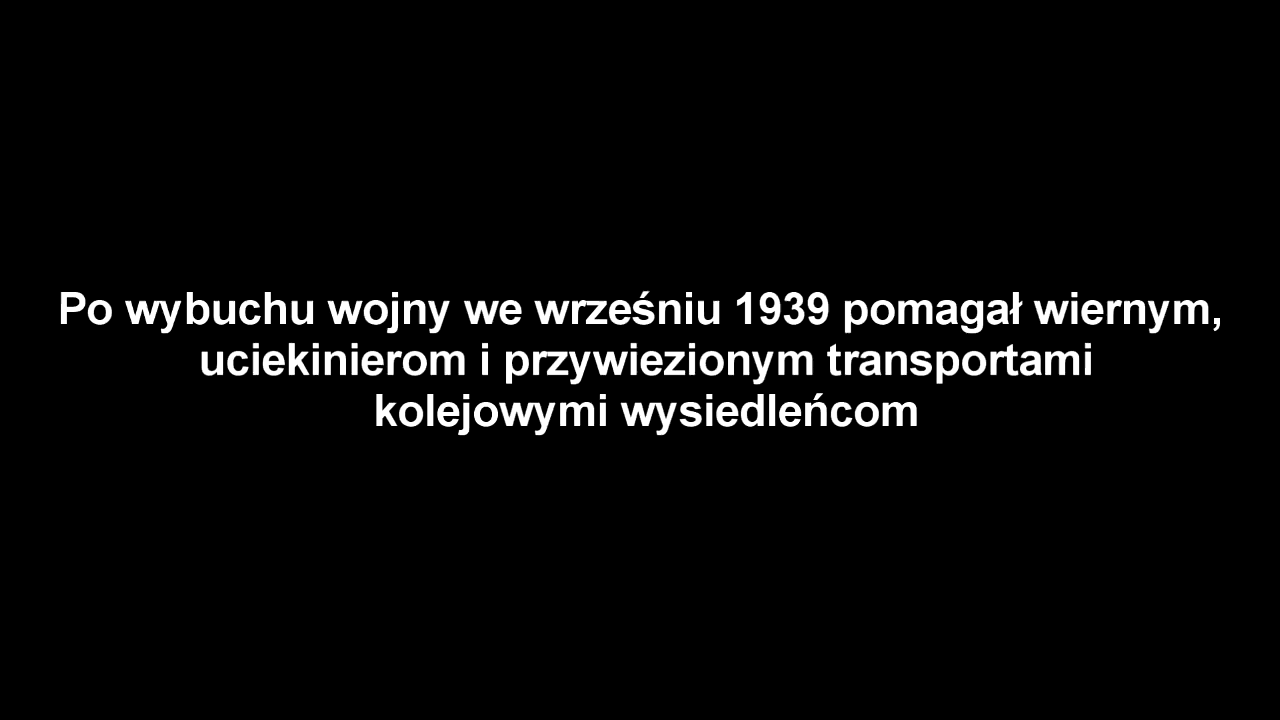 Po wybuchu wojny we wrześniu 1939 pomagał wiernym,
uciekinierom i przywiezionym transportami
kolejowymi wysiedleńcom